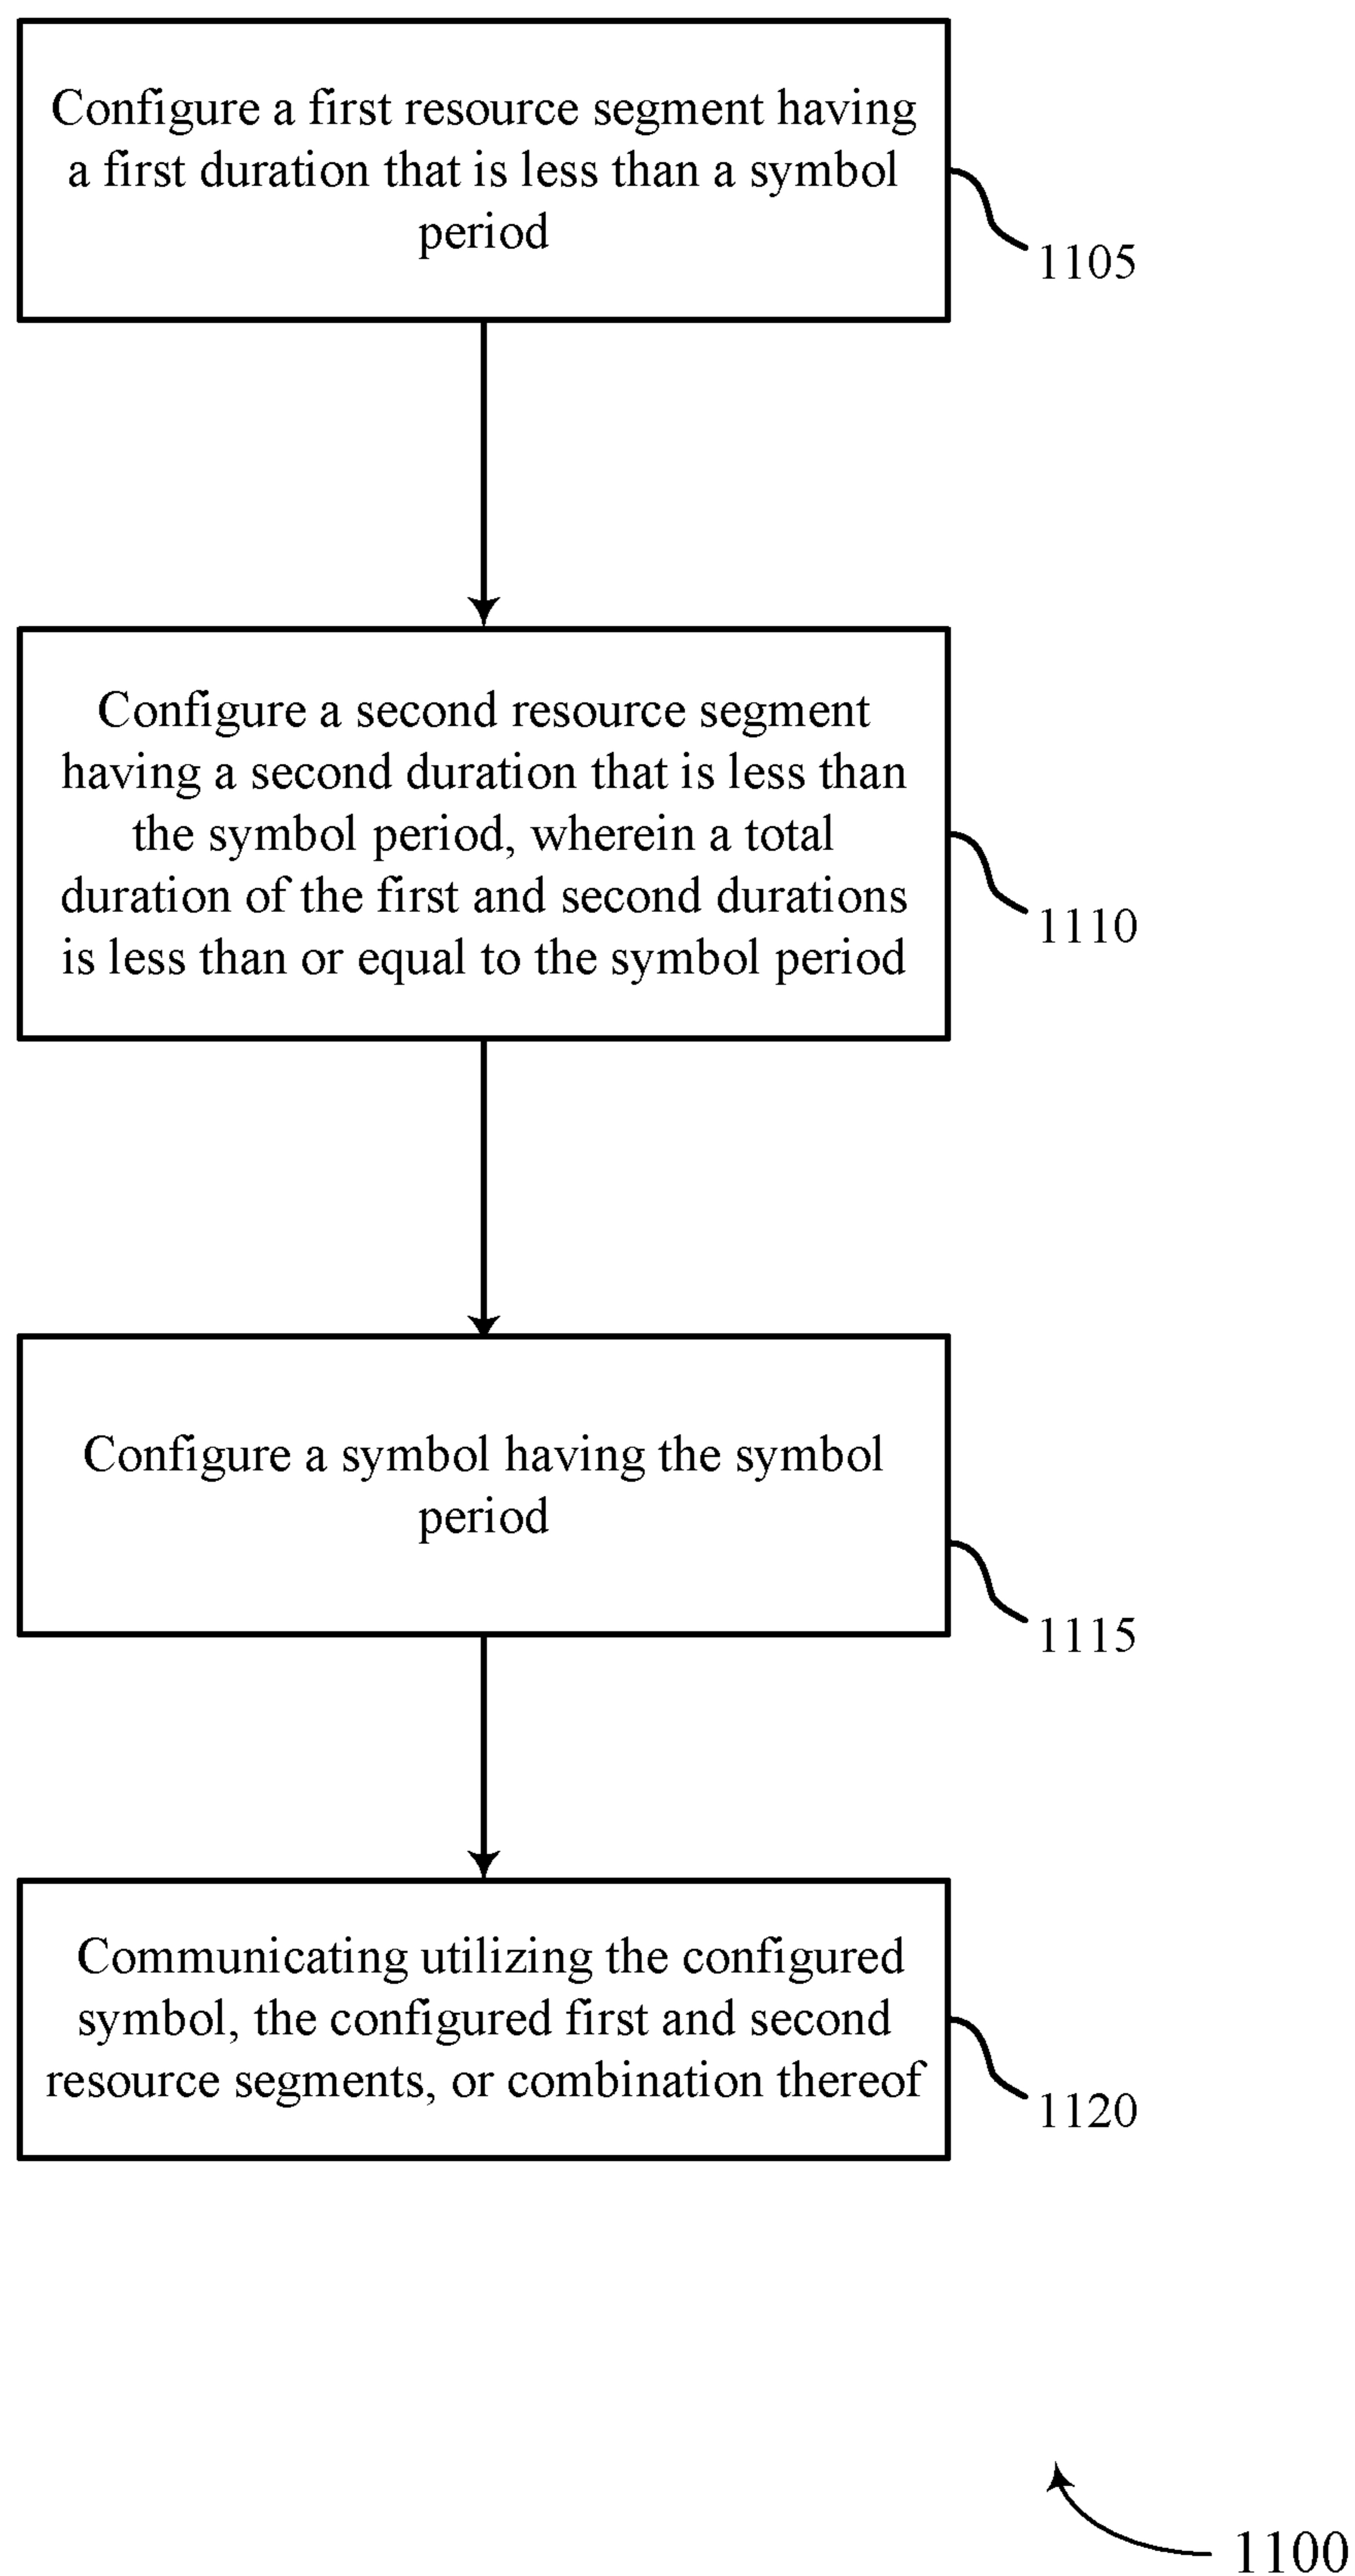 Configure a first resource segment having
a first duration that is less than a symbol
period
1105
Configure a second resource segment
having a second duration that is less than
the symbol period, wherein a total
duration of the first and second durations
is less than or equal to the symbol period
1110
Configure a symbol having the symbol
period
1115
Communicating utilizing the configured
symbol, the configured first and second
resource segments, or combination thereof
1120
1100